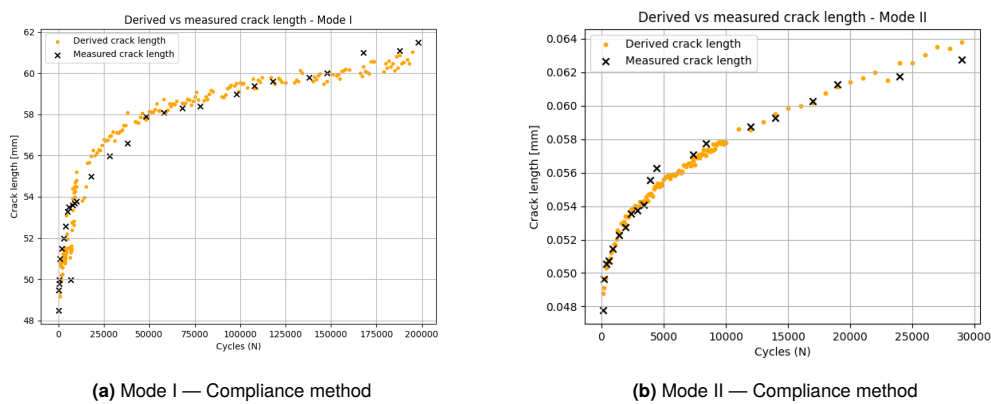 Derived vs measured crack length - Mode I
Derived crack length
Measured crack length
Crack length [mm]
62
60
58
56
54
52
50
48
0
25000
50000
75000
100000
125000
150000
175000
200000
Cycles (N)
(a) Mode I — Compliance method
Derived vs measured crack length - Mode II
Derived crack length
Measured crack length
Crack length [mm]
0.064
0.062
0.060
0.058
0.056
0.054
0.052
0.050
0.048
0
5000
10000
15000
20000
25000
30000
Cycles (N)
(b) Mode II — Compliance method